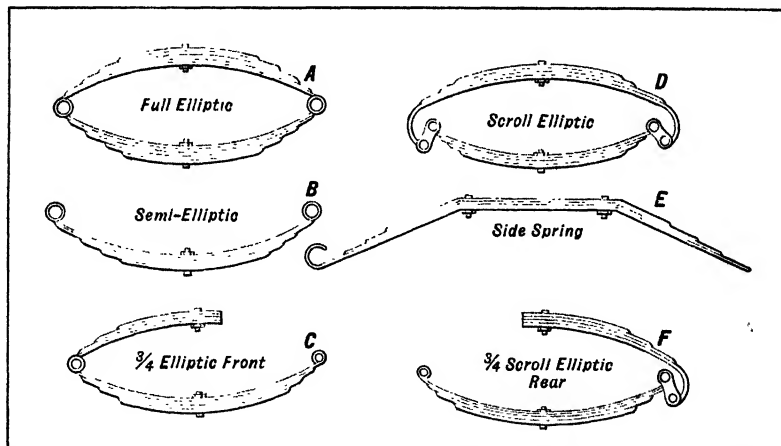 A
Full Elliptic
D
Scroll Elliptic
B
Semi-Elliptic
E
Side Spring
C
3/4 Elliptic Front
F
3/4 Scroll Elliptic
Rear